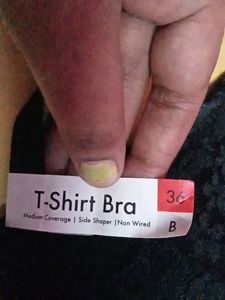 T-Shirt Bra
36
Medium Coverage | Side Shaper | Non Wired
B